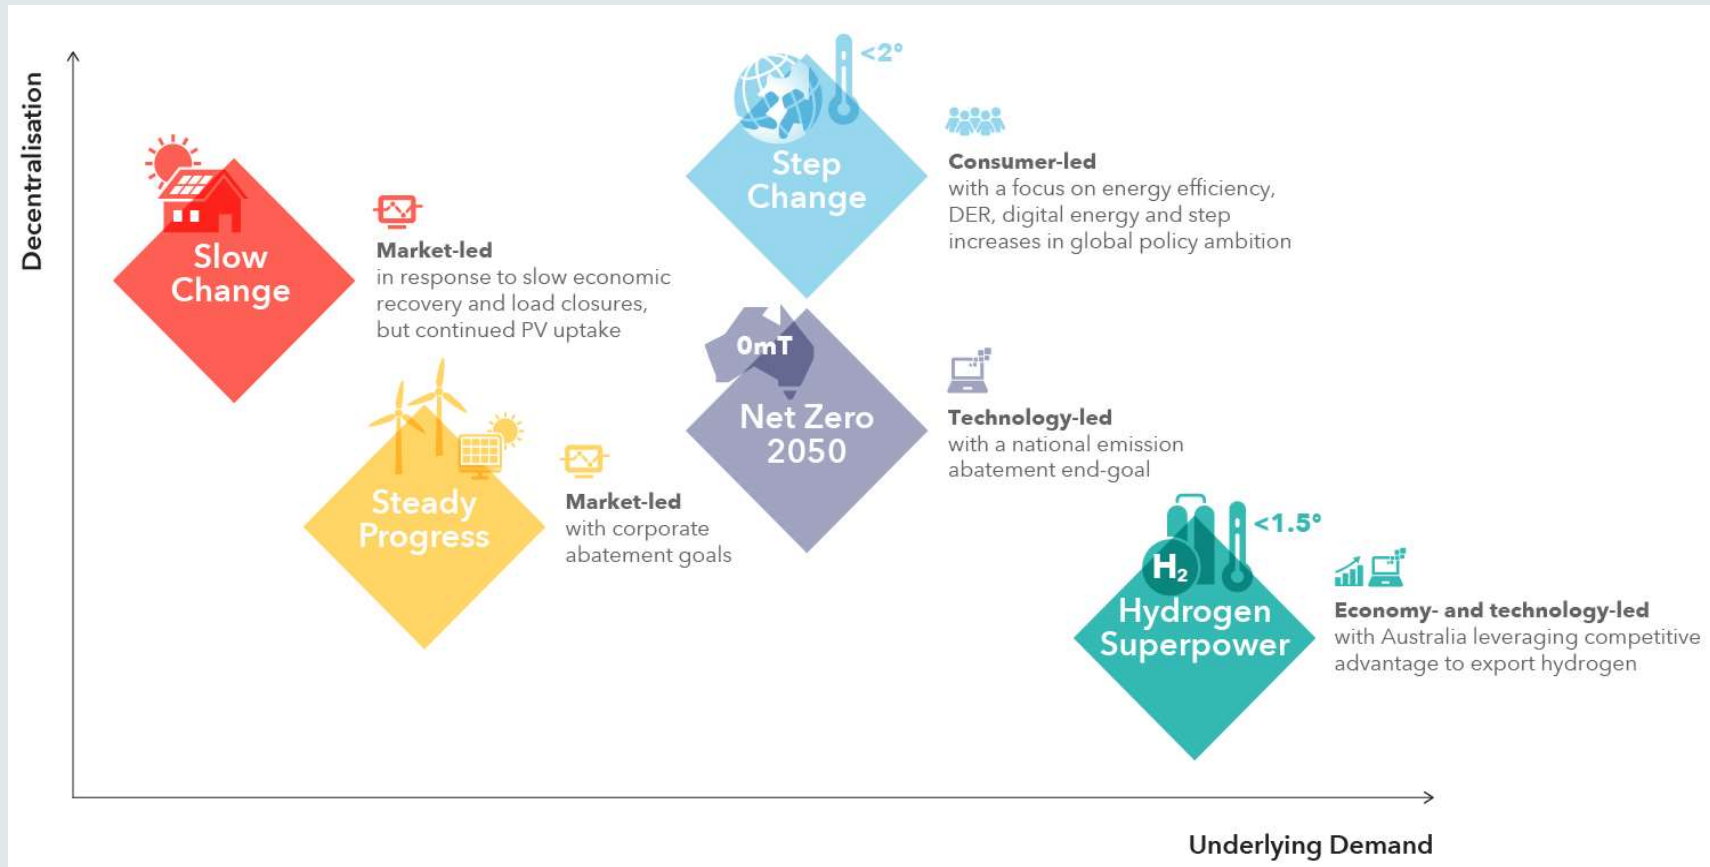 Decentralisation
<2°
Step
Change
Consumer-led
with a focus on energy efficiency,
DER, digital energy and step
increases in global policy ambition
Slow
Change
Market-led
in response to slow economic
recovery and load closures,
but continued PV uptake
0mT
Net Zero
2050
Technology-led
with a national emission
abatement end-goal
Steady
Progress
Market-led
with corporate
abatement goals
<1.5°
H₂
Hydrogen
Superpower
Economy- and technology-led
with Australia leveraging competitive
advantage to export hydrogen
Underlying Demand